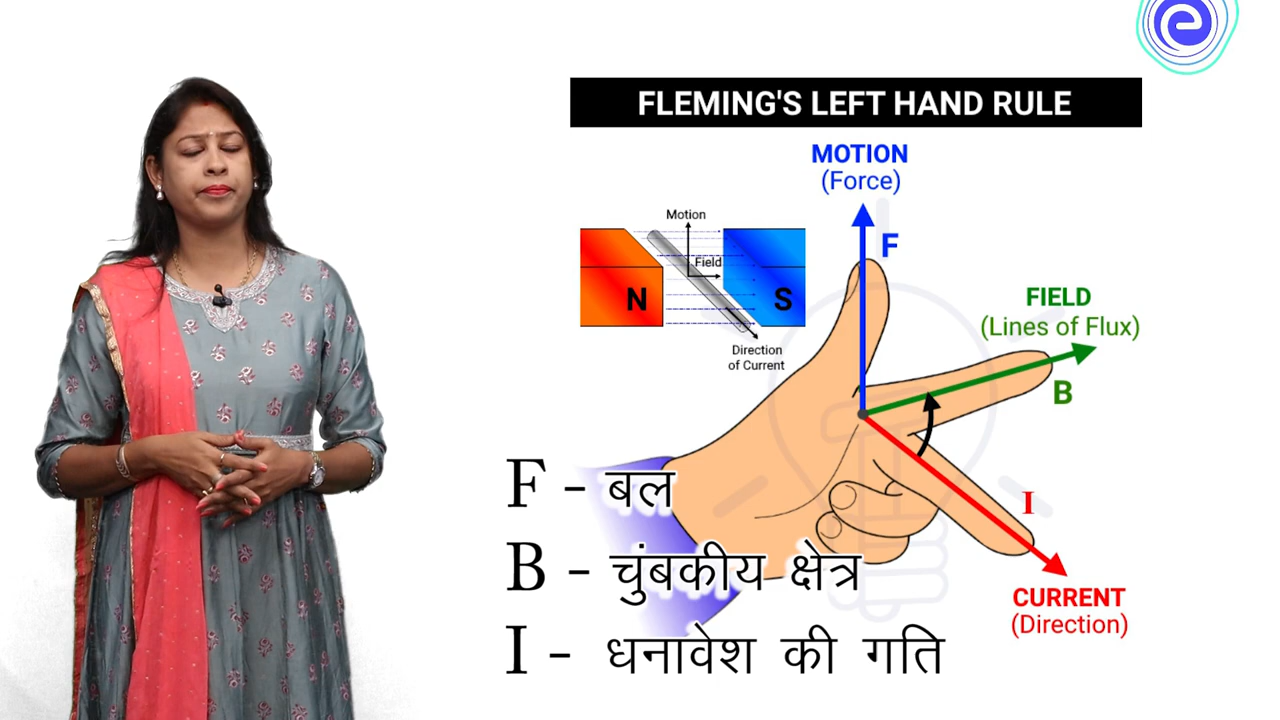 FLEMING'S LEFT HAND RULE
MOTION
(Force)
F
Motion
Field
N
S
Direction
of Current
FIELD
(Lines of Flux)
B
I
CURRENT
(Direction)
F - बल
B - चुंबकीय क्षेत्र
I - धनावेश की गति